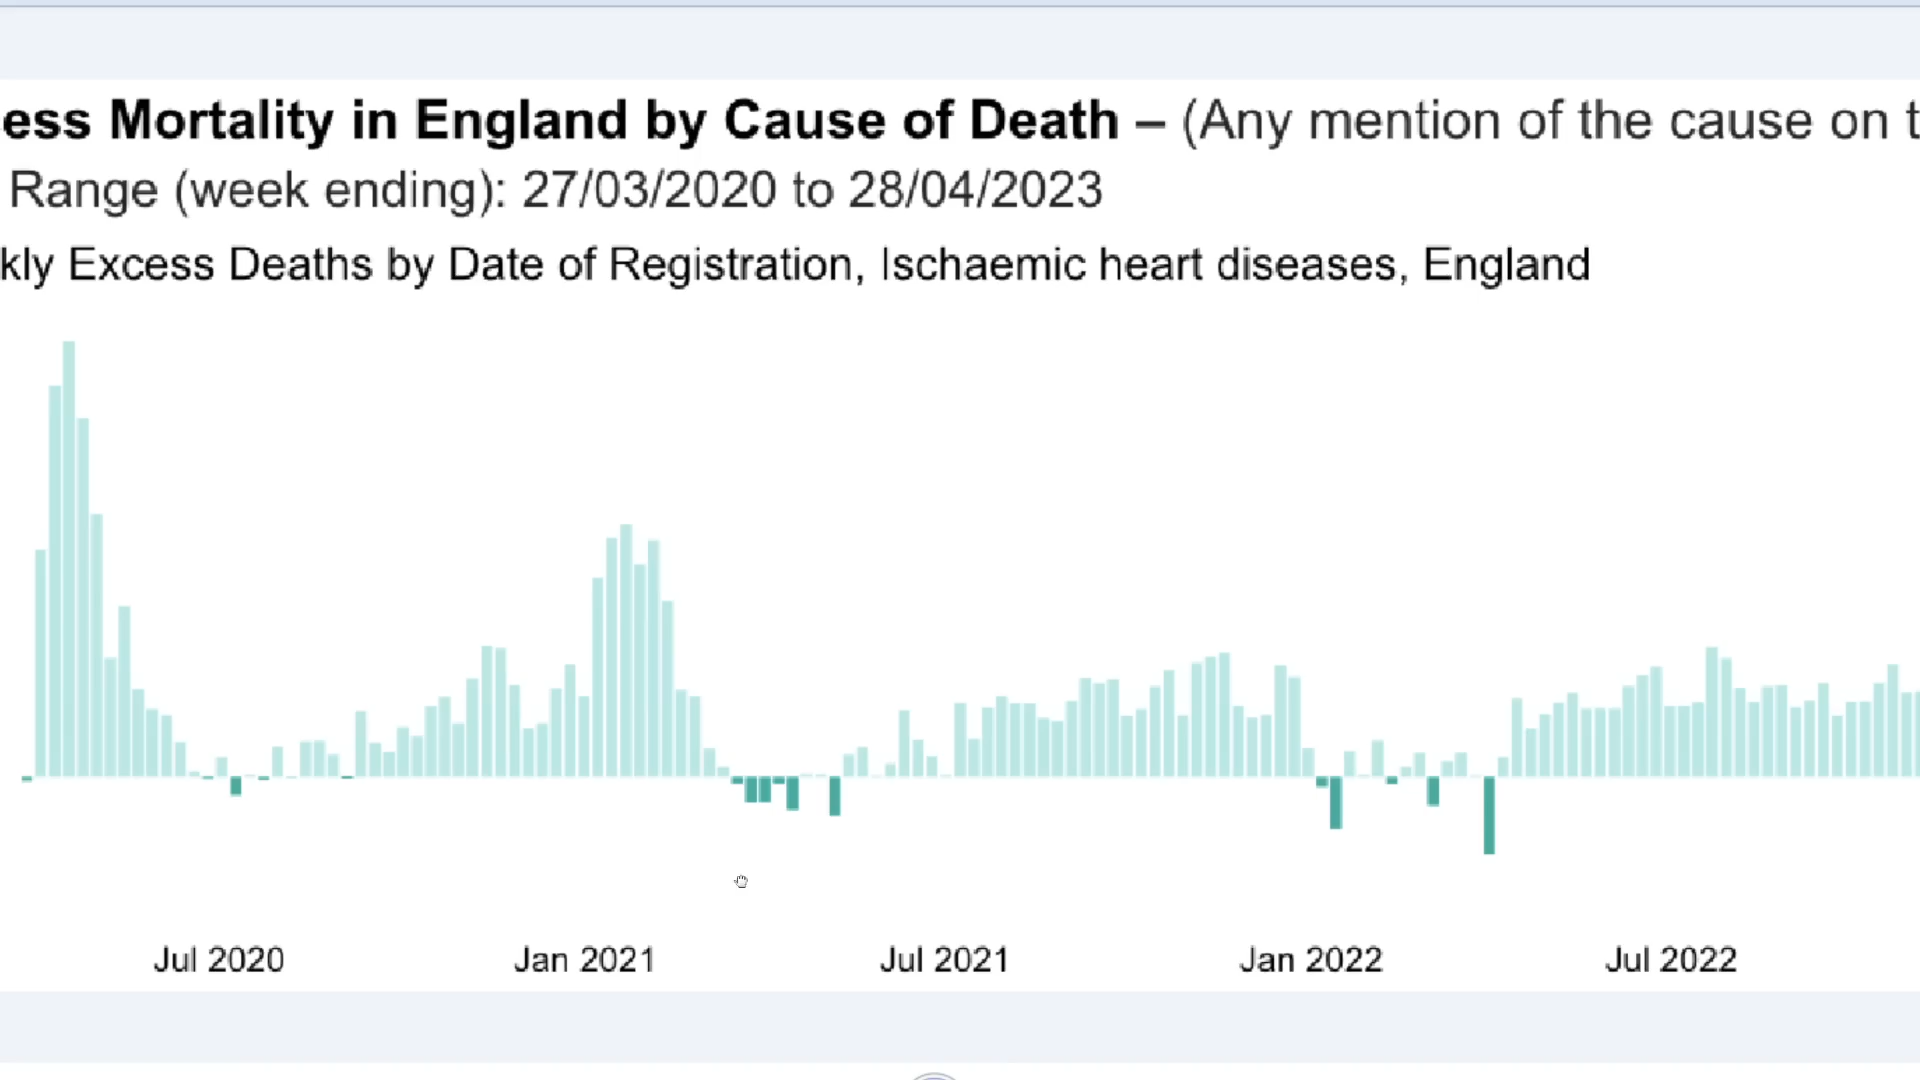 ess Mortality in England by Cause of Death – (Any mention of the cause on t
Range (week ending): 27/03/2020 to 28/04/2023
kly Excess Deaths by Date of Registration, Ischaemic heart diseases, England
Jul 2020 Jan 2021 Jul 2021 Jan 2022 Jul 2022